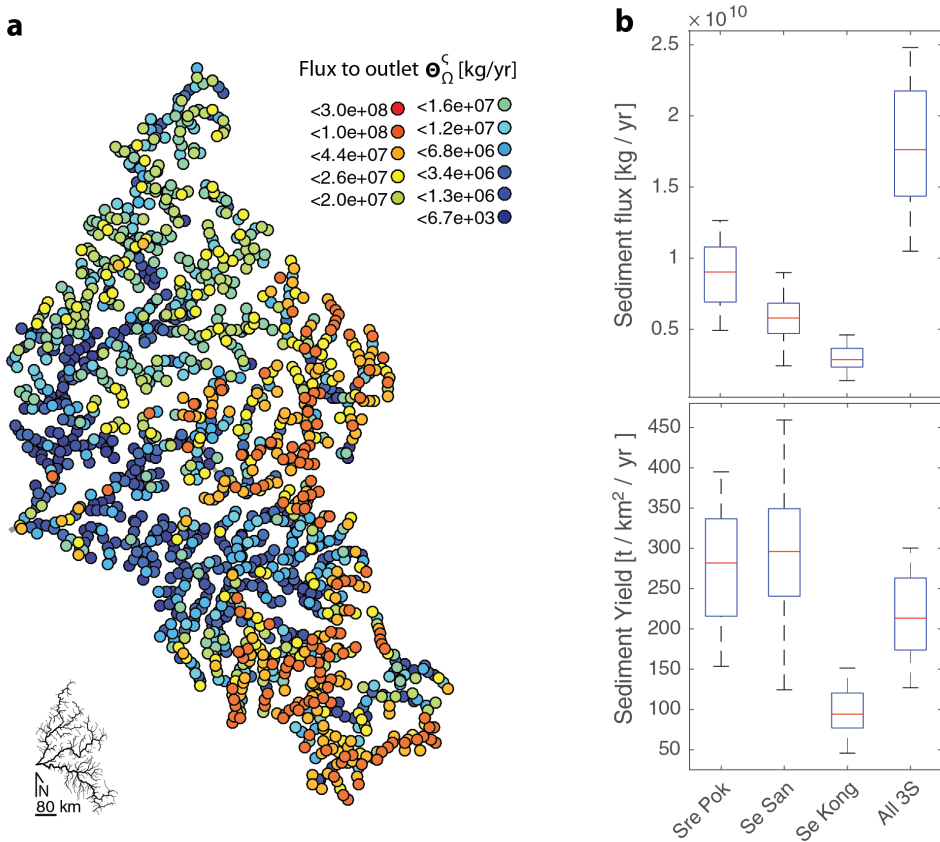 a
Flux to outlet Θ_Ω^ς [kg/yr]
<3.0e+08
<1.0e+08
<4.4e+07
<2.6e+07
<2.0e+07
<1.6e+07
<1.2e+07
<6.8e+06
<3.4e+06
<1.3e+06
<6.7e+03
N
80 km
b
× 10^10
Sediment flux [kg / yr]
2.5
2
1.5
1
0.5
Sediment Yield [t / km² / yr ]
450
400
350
300
250
200
150
100
50
Sre Pok
Se San
Se Kong
All 3S